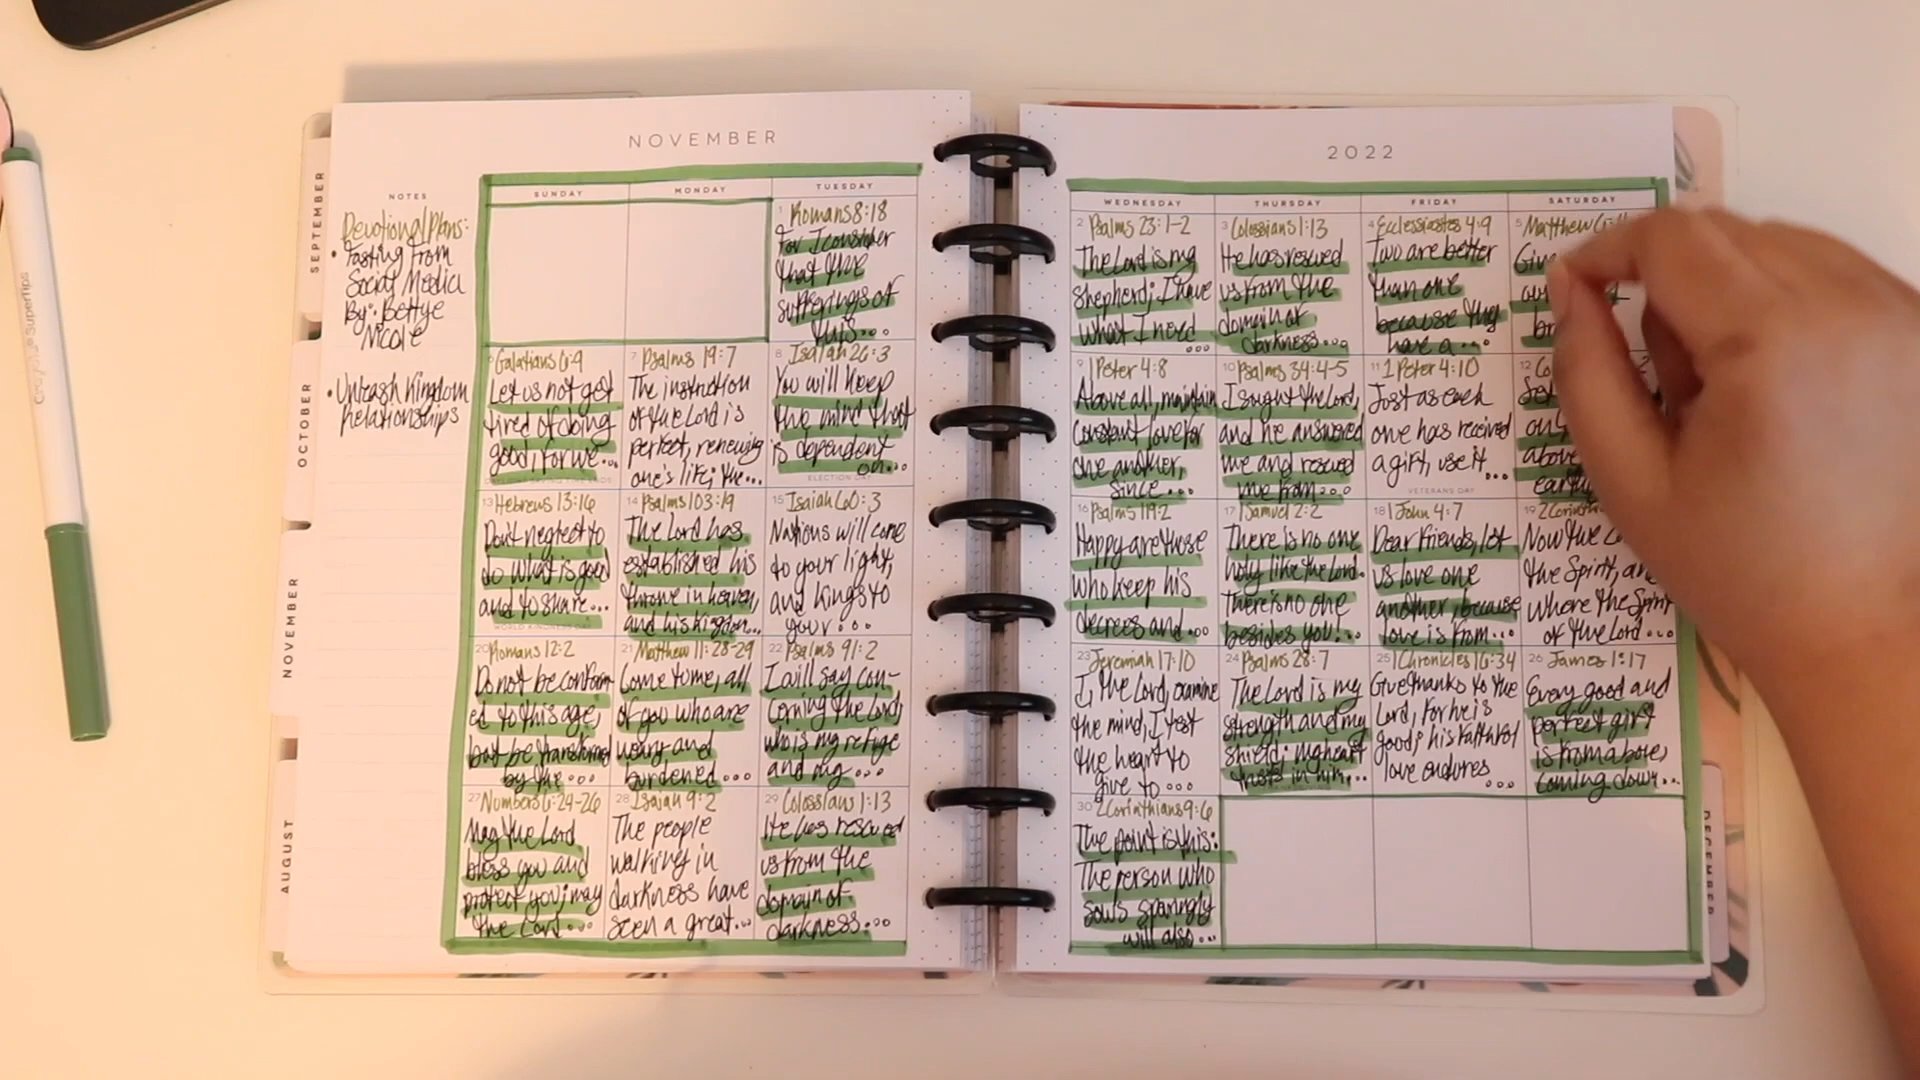 NOVEMBER
2022
SEPTEMBER
OCTOBER
NOVEMBER
AUGUST
DECEMBER
Crayola SuperTips
NOTES
Devotional Plans:
• Fasting From
Social Media
By: Bettye
Nicole
• Unleash Kingdom
Relationships
SUNDAY
MONDAY
TUESDAY
WEDNESDAY
THURSDAY
FRIDAY
SATURDAY
1 Romans 8:18
For I consider
that the
sufferings of
this...
2 Psalms 23:1-2
The Lord is my
shepherd; I have
what I need
...
3 Colossians 1:13
He has rescued
us from the
domain of
darkness...
4 Ecclesiastes 4:9
Two are better
than one
because they
have a...
5 Matthew 6:11
Give
our
6 Galatians 6:9
Let us not get
tired of doing
good, for we...
7 Psalms 19:7
The instruction
of the Lord is
perfect, renewing
one's life; the...
8 Isaiah 26:3
You will keep
the mind that
is dependent
on...
ELECTION DAY
9 1 Peter 4:8
Above all, maintain
constant love for
one another,
since...
10 Psalms 34:4-5
I sought the Lord,
and he answered
me and rescued
me from...
11 1 Peter 4:10
Just as each
one has received
a gift, use it
...
VETERANS DAY
12
above
13 Hebrews 13:16
Don't neglect to
do what is good
and to share...
WORLD KINDNESS DAY
14 Psalms 103:19
The Lord has
established his
throne in heaven,
and his kingdom...
15 Isaiah 60:3
Nations will come
to your light,
and kings to
your...
16 Psalms 119:2
Happy are those
who keep his
decrees and...
17 1 Samuel 2:2
There is no one
holy like the Lord.
There is no one
besides you!...
18 1 John 4:7
Dear friends, let
us love one
another, because
love is from...
19 2 Corinth
Now the
the Spirit, an
where the Spirit
of the Lord...
20 Romans 12:2
Do not be conform-
ed to this age,
but be transformed
by the...
21 Matthew 11:28-29
Come to me, all
of you who are
weary and
burdened...
22 Psalms 91:2
I will say con-
cerning the Lord,
who is my refuge
and my...
23 Jeremiah 17:10
I, the Lord, examine
the mind, I test
the heart to
give to...
24 Psalms 28:7
The Lord is my
strength and my
shield; my heart
trusts in him...
25 1 Chronicles 16:34
Give thanks to the
Lord, for he is
good; his faithful
love endures
...
26 James 1:17
Every good and
perfect gift
is from above,
coming down...
27 Numbers 6:24-26
May the Lord
bless you and
protect you; may
the Lord...
28 Isaiah 9:2
The people
walking in
darkness have
seen a great...
29 Colossians 1:13
He has rescued
us from the
domain of
darkness...
30 2 Corinthians 9:6
The point is this:
The person who
sows sparingly
will also...